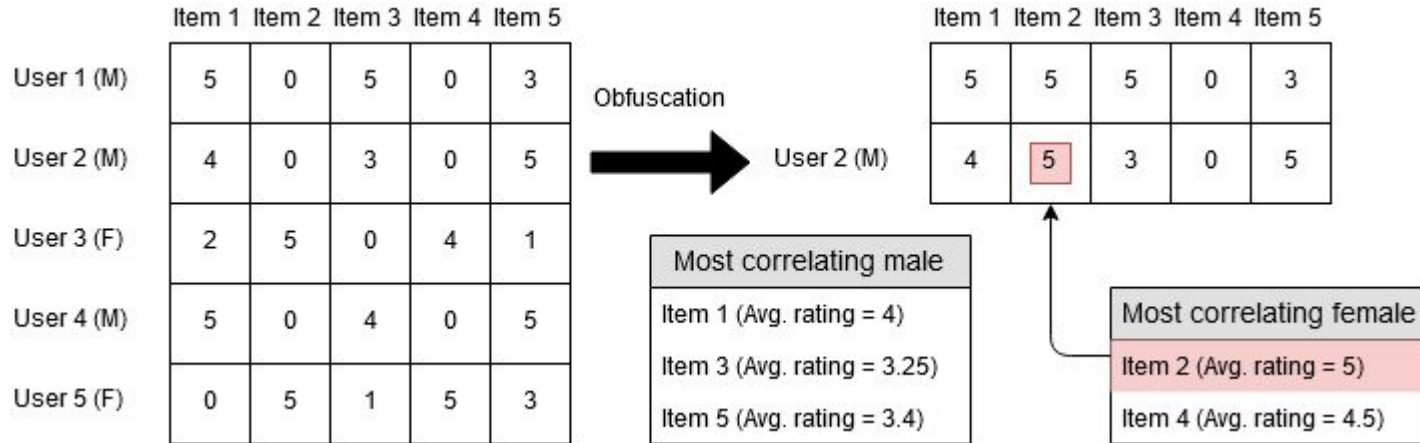 Item 1 Item 2 Item 3 Item 4 Item 5
User 1 (M) 5 0 5 0 3
User 2 (M) 4 0 3 0 5
User 3 (F) 2 5 0 4 1
User 4 (M) 5 0 4 0 5
User 5 (F) 0 5 1 5 3
Obfuscation
Item 1 Item 2 Item 3 Item 4 Item 5
5 5 5 0 3
User 2 (M) 4 5 3 0 5
Most correlating male
Item 1 (Avg. rating = 4)
Item 3 (Avg. rating = 3.25)
Item 5 (Avg. rating = 3.4)
Most correlating female
Item 2 (Avg. rating = 5)
Item 4 (Avg. rating = 4.5)